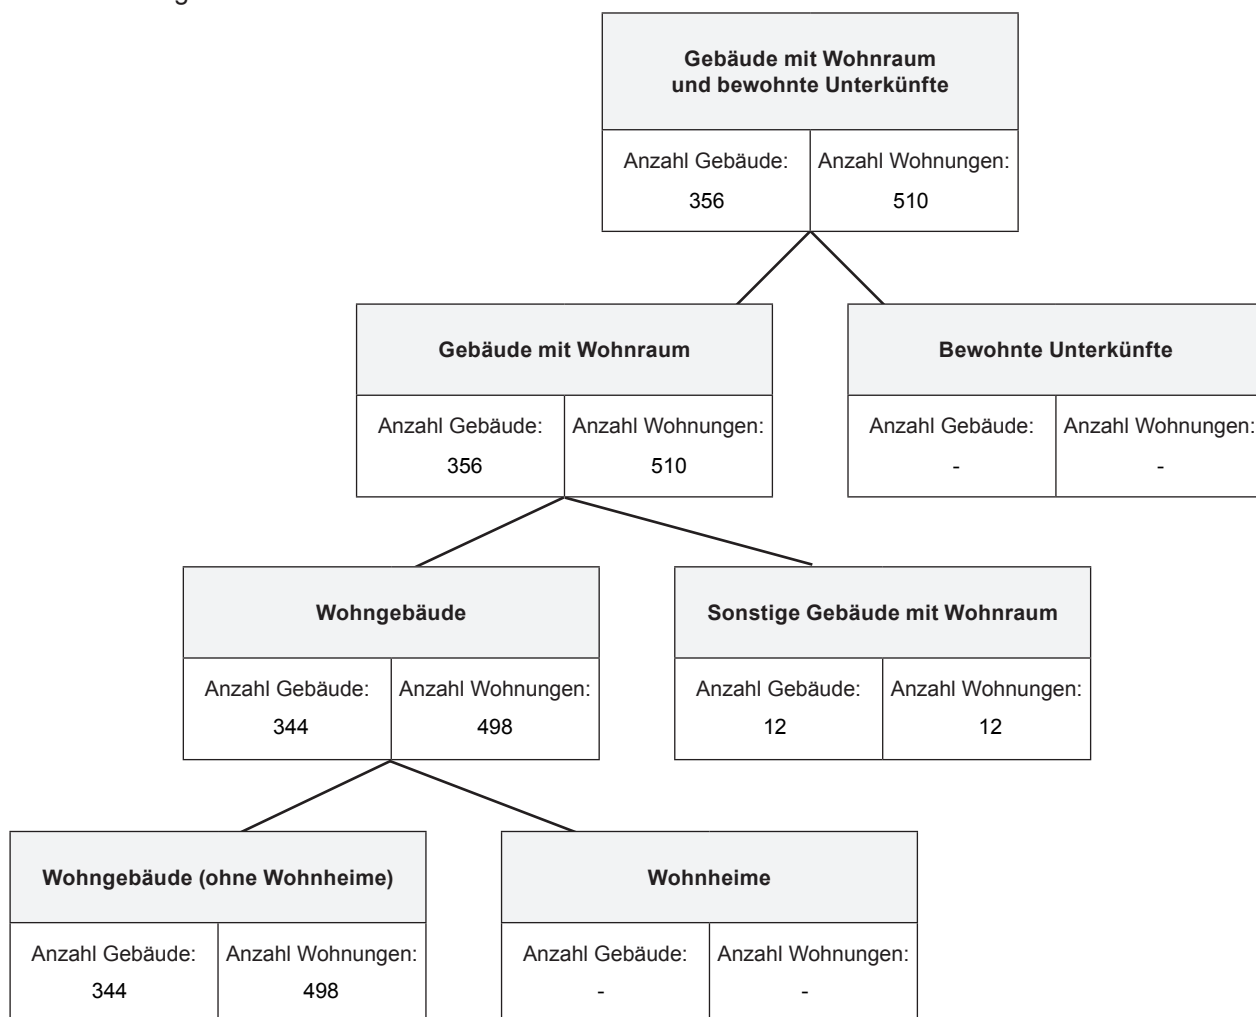 Gebäude mit Wohnraum
und bewohnte Unterkünfte
Anzahl Gebäude: Anzahl Wohnungen:
356 510
Gebäude mit Wohnraum
Anzahl Gebäude: Anzahl Wohnungen:
356 510
Bewohnte Unterkünfte
Anzahl Gebäude: Anzahl Wohnungen:
- -
Wohngebäude
Anzahl Gebäude: Anzahl Wohnungen:
344 498
Sonstige Gebäude mit Wohnraum
Anzahl Gebäude: Anzahl Wohnungen:
12 12
Wohngebäude (ohne Wohnheime)
Anzahl Gebäude: Anzahl Wohnungen:
344 498
Wohnheime
Anzahl Gebäude: Anzahl Wohnungen:
- -